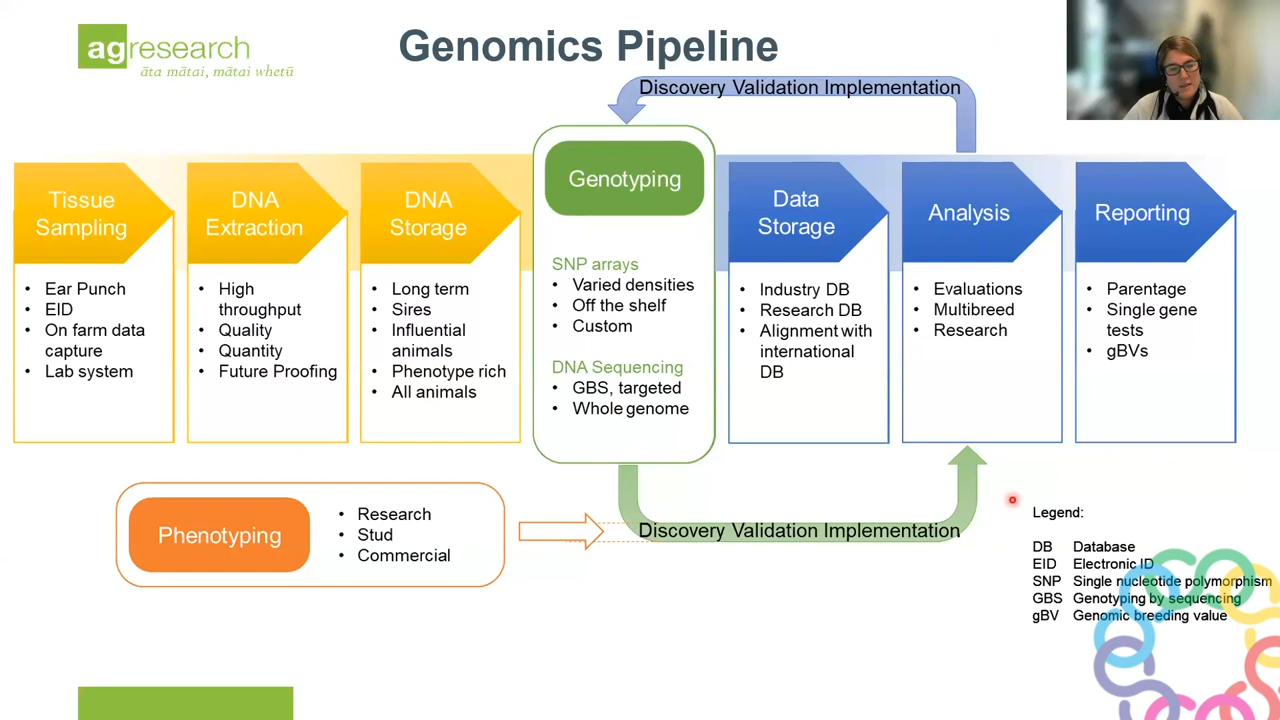 agresearch
āta mātai, mātai whetū
Genomics Pipeline
Discovery Validation Implementation
Tissue
Sampling
• Ear Punch
• EID
• On farm data
capture
• Lab system
DNA
Extraction
• High
throughput
• Quality
• Quantity
• Future Proofing
DNA
Storage
• Long term
• Sires
• Influential
animals
• Phenotype rich
• All animals
Genotyping
SNP arrays
• Varied densities
• Off the shelf
• Custom
DNA Sequencing
• GBS, targeted
• Whole genome
Data
Storage
• Industry DB
• Research DB
• Alignment with
international
DB
Analysis
• Evaluations
• Multibreed
• Research
Reporting
• Parentage
• Single gene
tests
• gBVs
Phenotyping
• Research
• Stud
• Commercial
Discovery Validation Implementation
Legend:
DB Database
EID Electronic ID
SNP Single nucleotide polymorphism
GBS Genotyping by sequencing
gBV Genomic breeding value